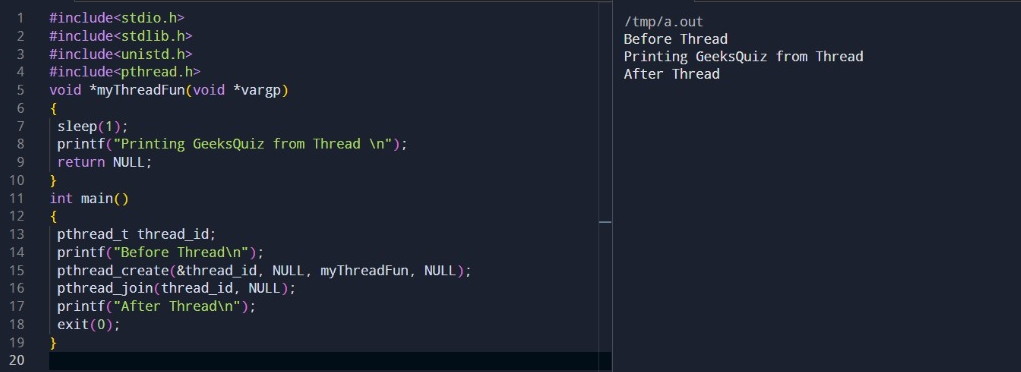 1 #include<stdio.h>
2 #include<stdlib.h>
3 #include<unistd.h>
4 #include<pthread.h>
5 void *myThreadFun(void *vargp)
6 {
7 sleep(1);
8 printf("Printing GeeksQuiz from Thread \n");
9 return NULL;
10 }
11 int main()
12 {
13 pthread_t thread_id;
14 printf("Before Thread\n");
15 pthread_create(&thread_id, NULL, myThreadFun, NULL);
16 pthread_join(thread_id, NULL);
17 printf("After Thread\n");
18 exit(0);
19 }
20
/tmp/a.out
Before Thread
Printing GeeksQuiz from Thread
After Thread